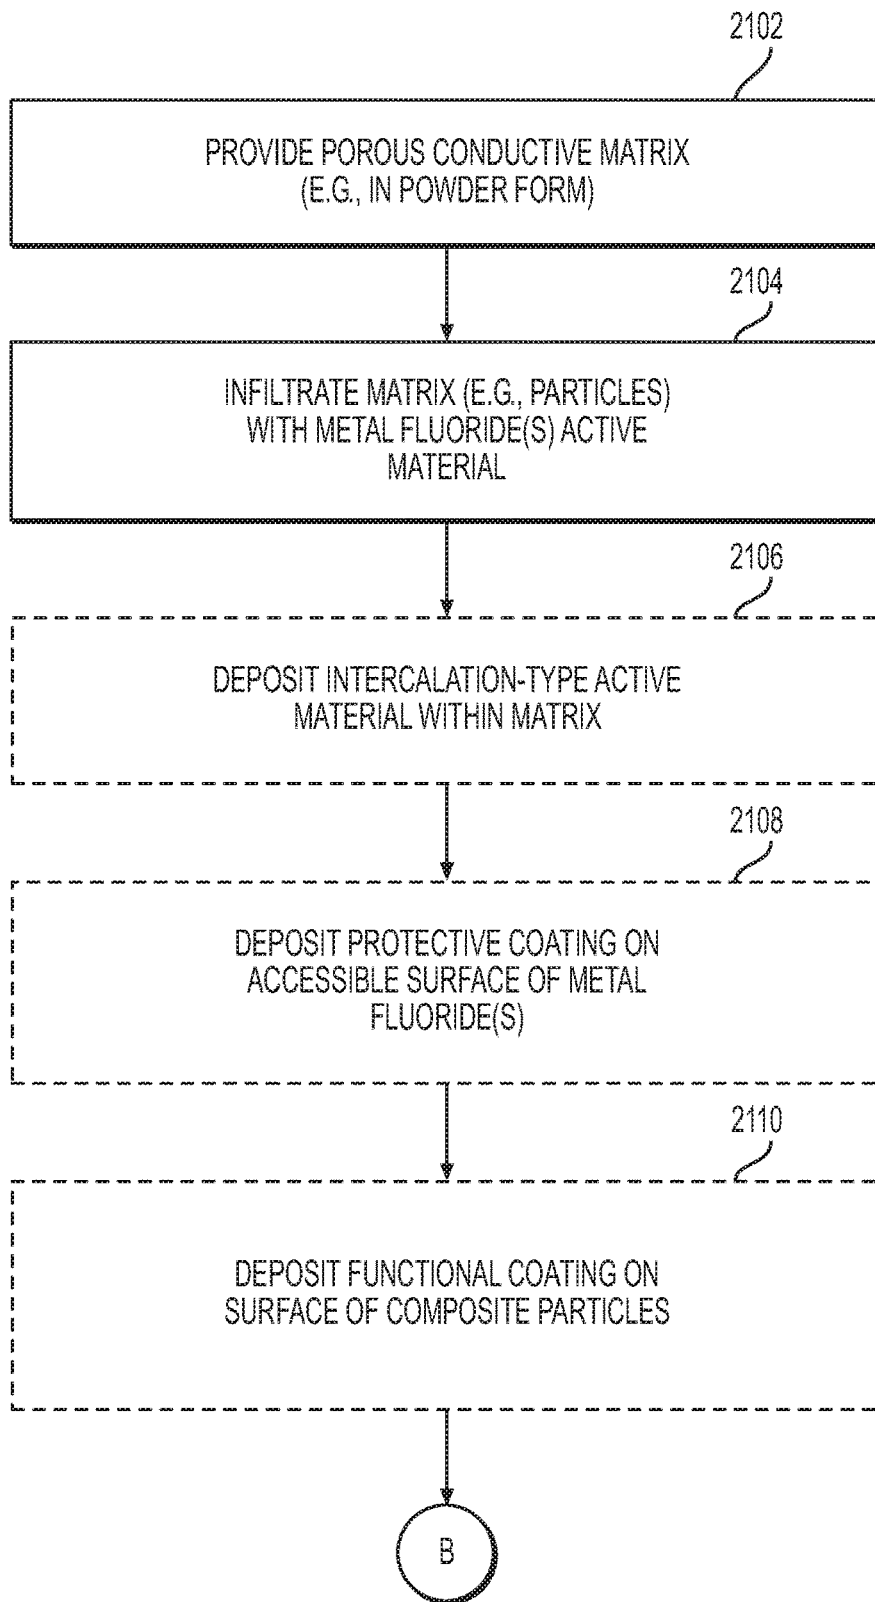 2102
PROVIDE POROUS CONDUCTIVE MATRIX
(E.G., IN POWDER FORM)
2104
INFILTRATE MATRIX (E.G., PARTICLES)
WITH METAL FLUORIDE(S) ACTIVE
MATERIAL
2106
DEPOSIT INTERCALATION-TYPE ACTIVE
MATERIAL WITHIN MATRIX
2108
DEPOSIT PROTECTIVE COATING ON
ACCESSIBLE SURFACE OF METAL
FLUORIDE(S)
2110
DEPOSIT FUNCTIONAL COATING ON
SURFACE OF COMPOSITE PARTICLES
B